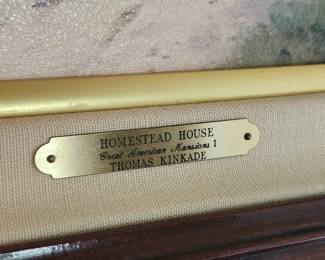 HOMESTEAD HOUSE
Great American Mansions I
THOMAS KINKADE